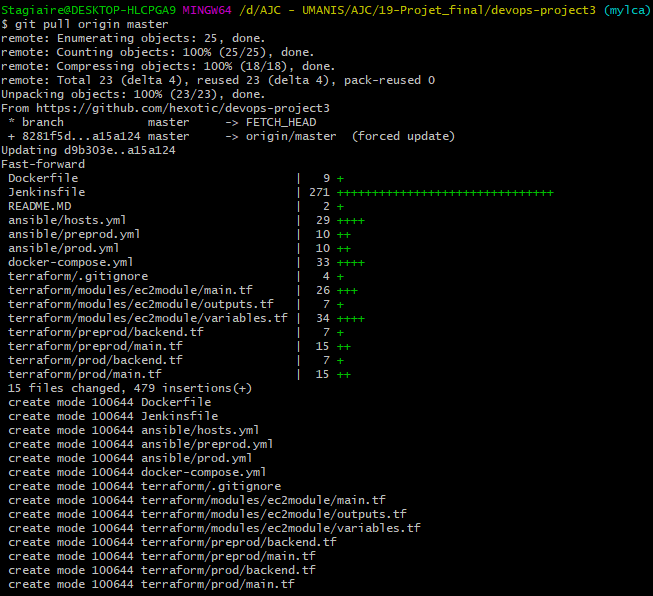 Stagiaire@DESKTOP-HLCPGA9 MINGW64 /d/AJC - UMANIS/AJC/19-Projet_final/devops-project3 (mylca)
$ git pull origin master
remote: Enumerating objects: 25, done.
remote: Counting objects: 100% (25/25), done.
remote: Compressing objects: 100% (18/18), done.
remote: Total 23 (delta 4), reused 23 (delta 4), pack-reused 0
Unpacking objects: 100% (23/23), done.
From https://github.com/hexotic/devops-project3
 * branch            master     -> FETCH_HEAD
 + 8281f5d...a15a124 master     -> origin/master  (forced update)
Updating d9b303e..a15a124
Fast-forward
 Dockerfile                               |   9 +
 Jenkinsfile                              | 271 +++++++++++++++++++++++++++++++
 README.MD                                |   2 +
 ansible/hosts.yml                        |  29 ++++
 ansible/preprod.yml                      |  10 ++
 ansible/prod.yml                         |  10 ++
 docker-compose.yml                       |  33 ++++
 terraform/.gitignore                     |   4 +
 terraform/modules/ec2module/main.tf      |  26 +++
 terraform/modules/ec2module/outputs.tf   |   7 +
 terraform/modules/ec2module/variables.tf |  34 ++++
 terraform/preprod/backend.tf             |   7 +
 terraform/preprod/main.tf                |  15 ++
 terraform/prod/backend.tf                |   7 +
 terraform/prod/main.tf                   |  15 ++
 15 files changed, 479 insertions(+)
 create mode 100644 Dockerfile
 create mode 100644 Jenkinsfile
 create mode 100644 ansible/hosts.yml
 create mode 100644 ansible/preprod.yml
 create mode 100644 ansible/prod.yml
 create mode 100644 docker-compose.yml
 create mode 100644 terraform/.gitignore
 create mode 100644 terraform/modules/ec2module/main.tf
 create mode 100644 terraform/modules/ec2module/outputs.tf
 create mode 100644 terraform/modules/ec2module/variables.tf
 create mode 100644 terraform/preprod/backend.tf
 create mode 100644 terraform/preprod/main.tf
 create mode 100644 terraform/prod/backend.tf
 create mode 100644 terraform/prod/main.tf